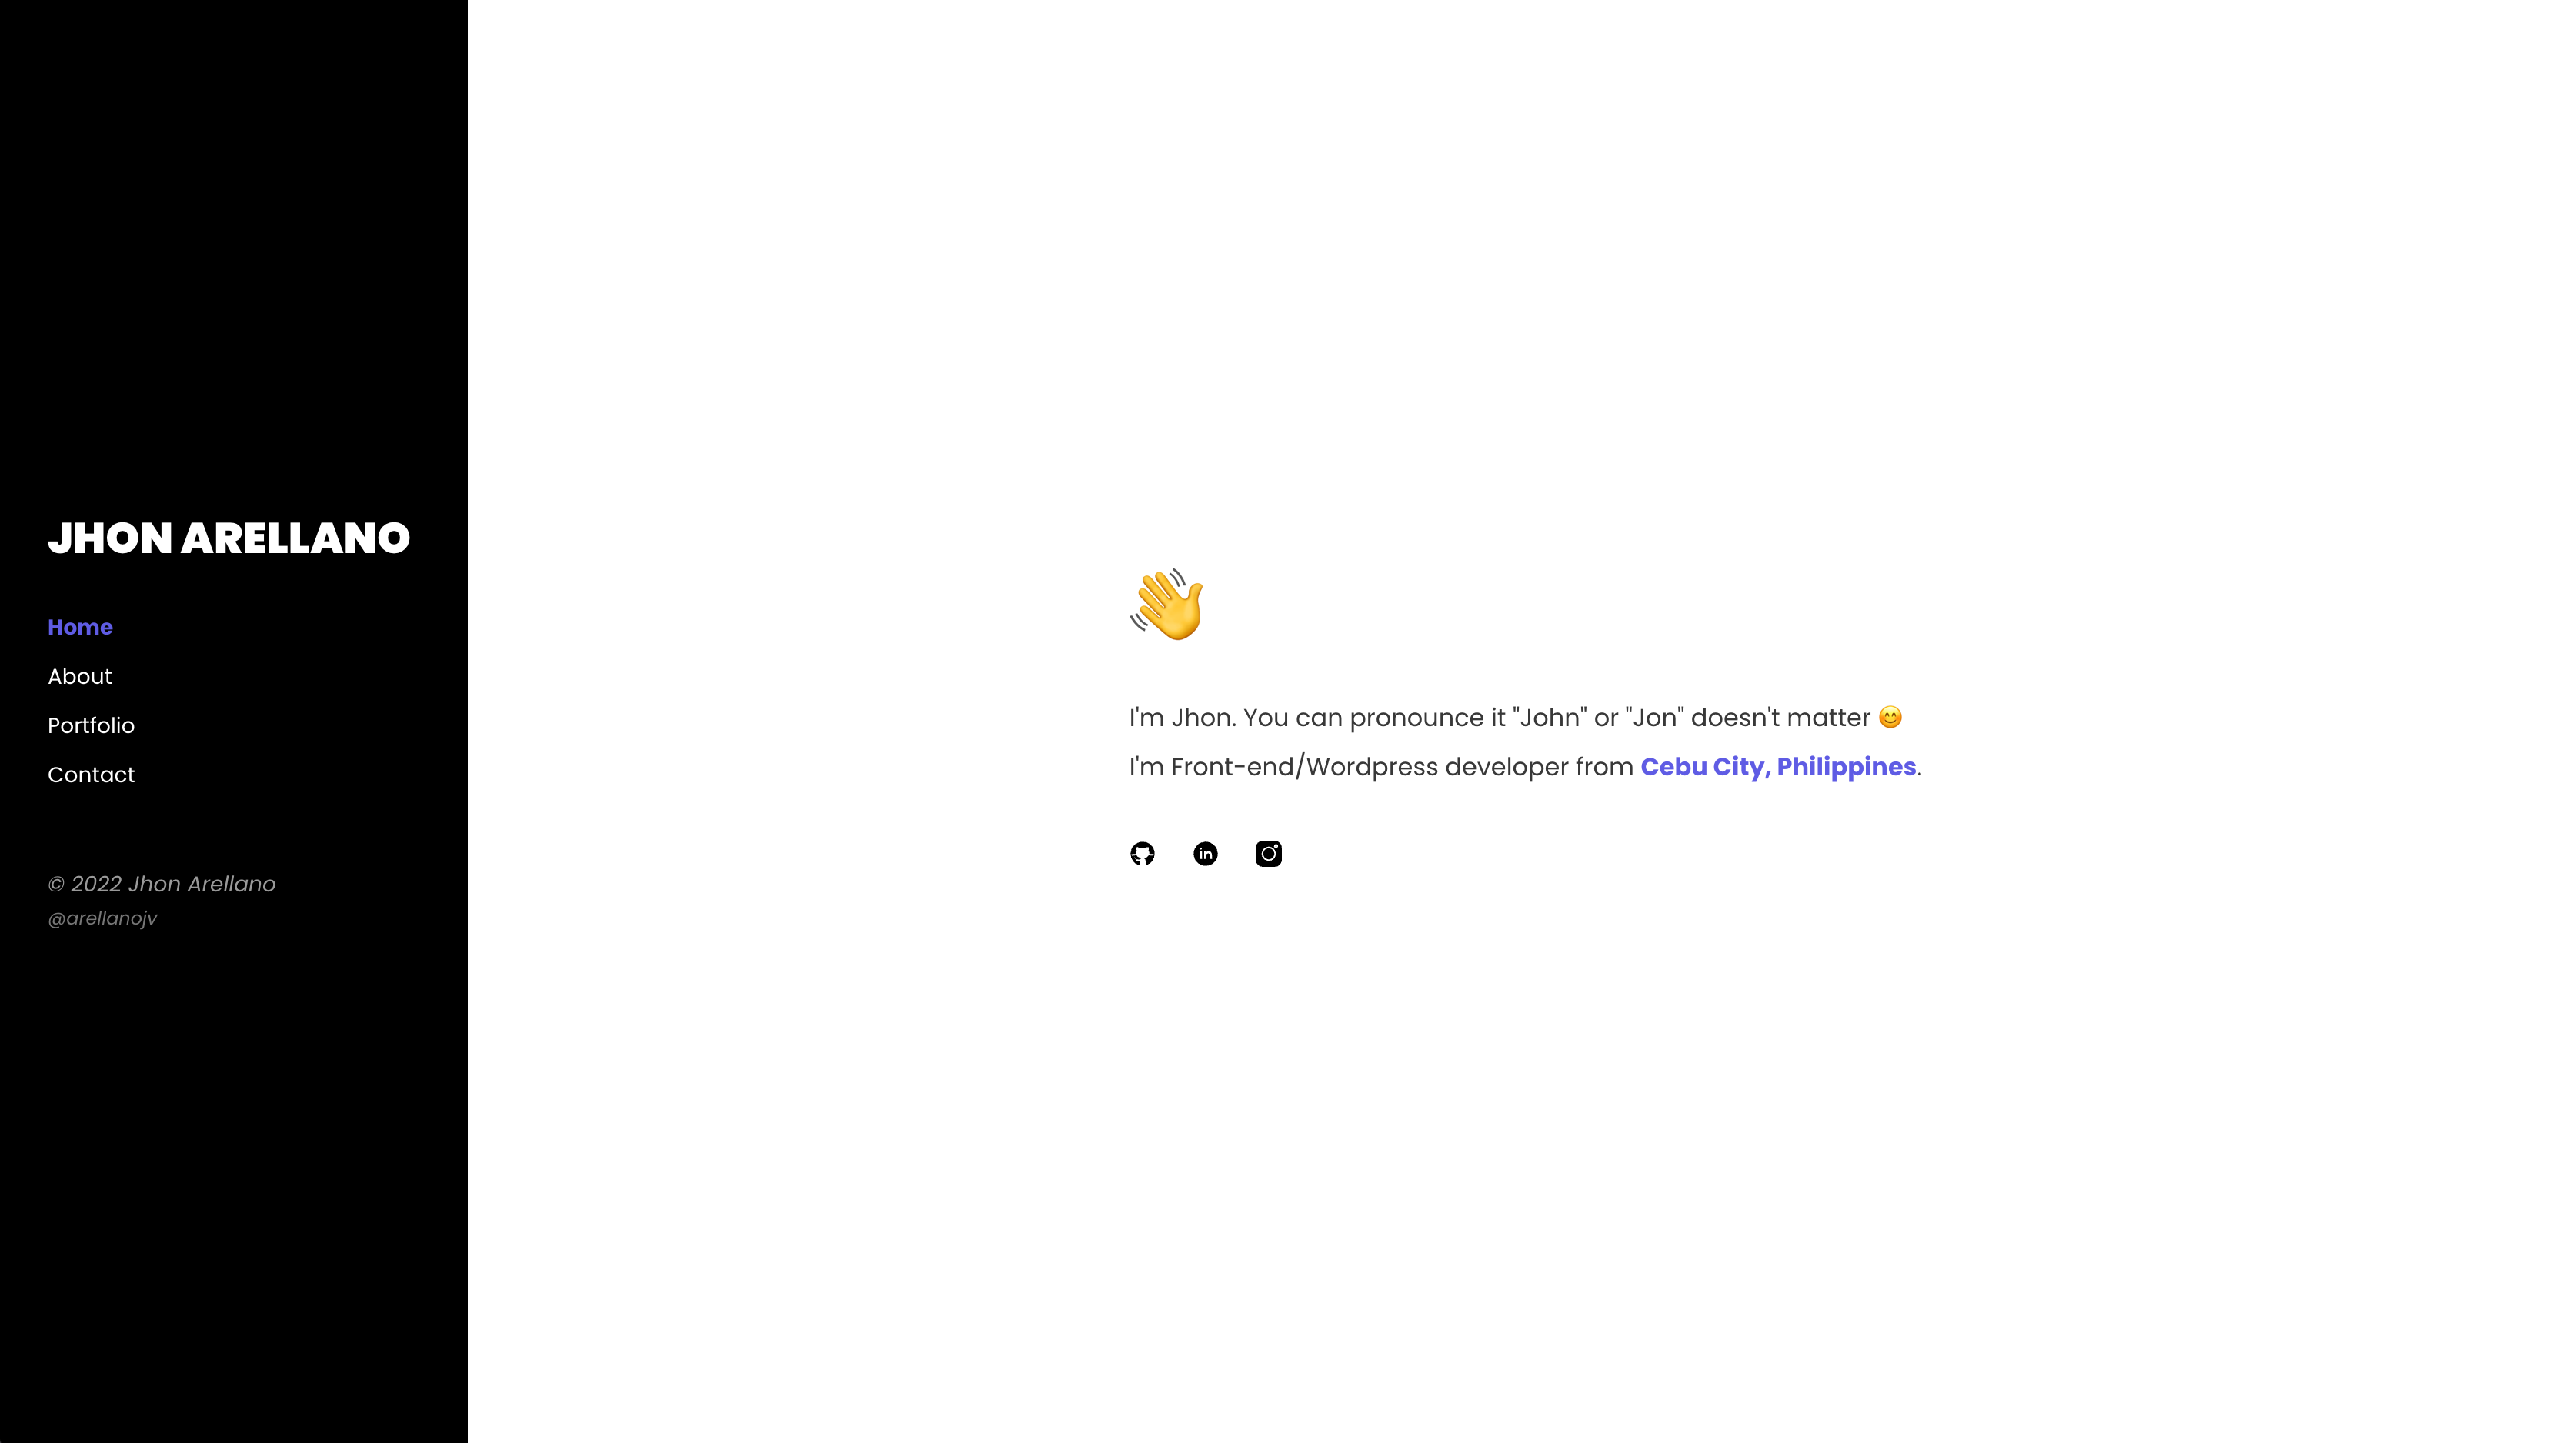 JHON ARELLANO
Home
About
Portfolio
Contact
© 2022 Jhon Arellano
@arellanojv
👋
I'm Jhon. You can pronounce it "John" or "Jon" doesn't matter 😊
I'm Front-end/Wordpress developer from Cebu City, Philippines.
in